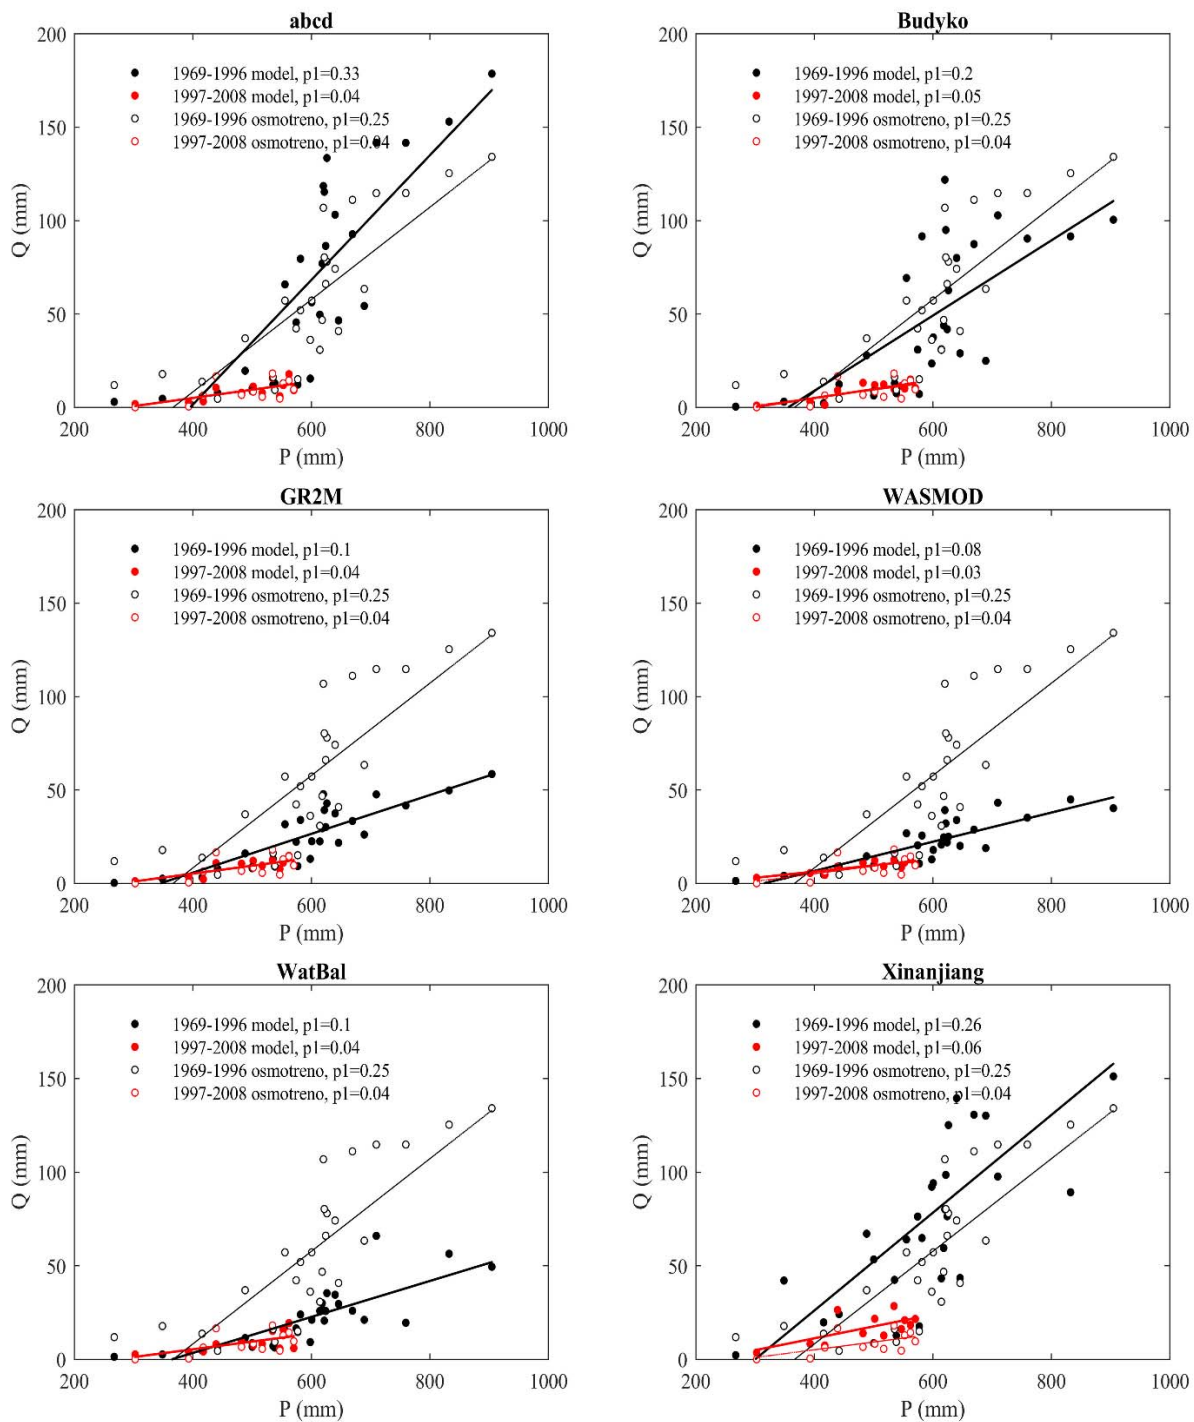 abcd
200
150
100
50
0
Q (mm)
1969-1996 model, p1=0.33
1997-2008 model, p1=0.04
1969-1996 osmotreno, p1=0.25
1997-2008 osmotreno, p1=0.04
200 400 600 800 1000
P (mm)
Budyko
200
150
100
50
0
Q (mm)
1969-1996 model, p1=0.2
1997-2008 model, p1=0.05
1969-1996 osmotreno, p1=0.25
1997-2008 osmotreno, p1=0.04
200 400 600 800 1000
P (mm)
GR2M
200
150
100
50
0
Q (mm)
1969-1996 model, p1=0.1
1997-2008 model, p1=0.04
1969-1996 osmotreno, p1=0.25
1997-2008 osmotreno, p1=0.04
200 400 600 800 1000
P (mm)
WASMOD
200
150
100
50
0
Q (mm)
1969-1996 model, p1=0.08
1997-2008 model, p1=0.03
1969-1996 osmotreno, p1=0.25
1997-2008 osmotreno, p1=0.04
200 400 600 800 1000
P (mm)
WatBal
200
150
100
50
0
Q (mm)
1969-1996 model, p1=0.1
1997-2008 model, p1=0.04
1969-1996 osmotreno, p1=0.25
1997-2008 osmotreno, p1=0.04
200 400 600 800 1000
P (mm)
Xinanjiang
200
150
100
50
0
Q (mm)
1969-1996 model, p1=0.26
1997-2008 model, p1=0.06
1969-1996 osmotreno, p1=0.25
1997-2008 osmotreno, p1=0.04
200 400 600 800 1000
P (mm)